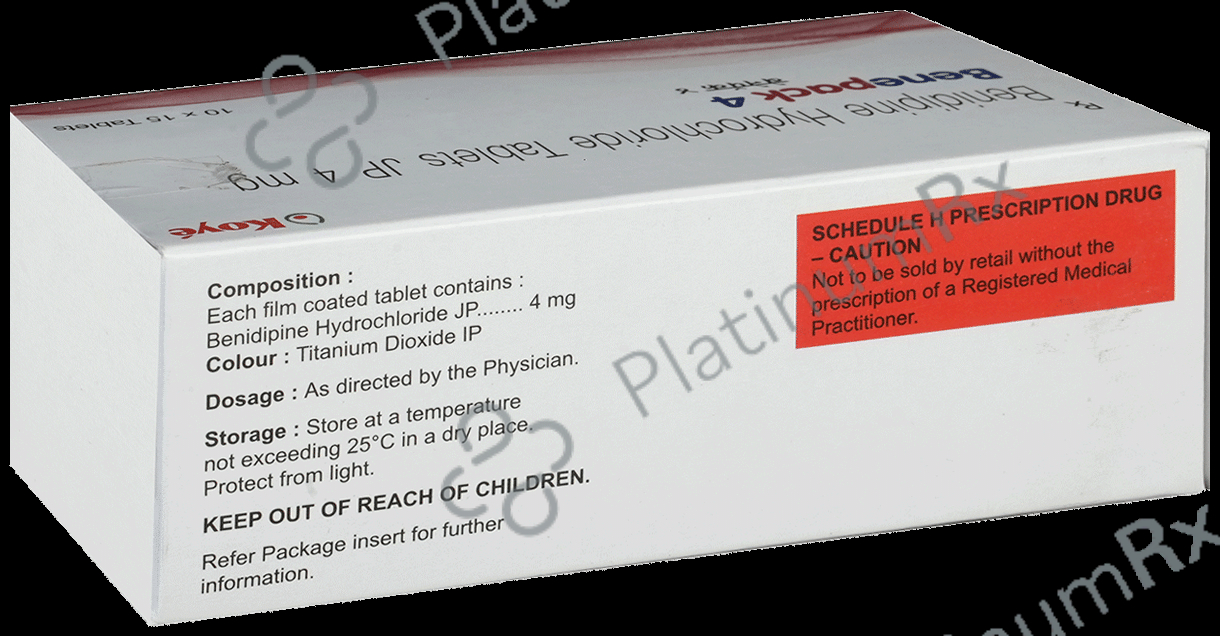 Rx
Benidipine Hydrochloride Tablets JP 4 mg
Benepack 4
बेनेपैक 4
10 x 15 Tablets
Koyé
Composition :
Each film coated tablet contains :
Benidipine Hydrochloride JP........ 4 mg
Colour : Titanium Dioxide IP
Dosage : As directed by the Physician.
Storage : Store at a temperature
not exceeding 25°C in a dry place.
Protect from light.
KEEP OUT OF REACH OF CHILDREN.
Refer Package insert for further
information.
SCHEDULE H PRESCRIPTION DRUG
– CAUTION
Not to be sold by retail without the
prescription of a Registered Medical
Practitioner.
PlatinumRx